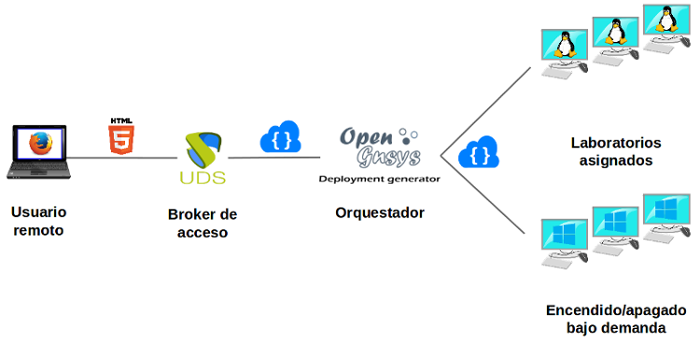 HTML
5
UDS
{ }
Open
Gnsys
Deployment generator
{ }
Usuario
remoto
Broker de
acceso
Orquestador
Laboratorios
asignados
Encendido/apagado
bajo demanda